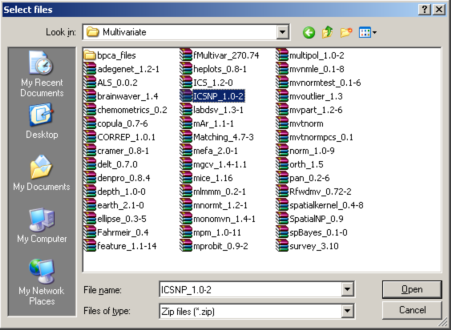 Select files
Look in: Multivariate
My Recent Documents
Desktop
My Documents
My Computer
My Network Places
bpca_files
adegenet_1.2-1
ALS_0.0.2
brainwaver_1.4
chemometrics_0.2
copula_0.7-6
CORREP_1.0.1
cramer_0.8-1
delt_0.7.0
denpro_0.8.4
depth_1.0-0
earth_2.1-0
ellipse_0.3-5
Fahrmeir_0.4
feature_1.1-14
fMultivar_270.74
heplots_0.8-1
ICS_1.2-0
ICSNP_1.0-2
labdsv_1.3-1
mAr_1.1-1
Matching_4.7-3
mefa_2.0-1
mgcv_1.4-1.1
mice_1.16
mlmmm_0.2-1
mnormt_1.2-1
monomvn_1.4-1
mpm_1.0-11
mprobit_0.9-2
multipol_1.0-2
mvnmle_0.1-8
mvnormtest_0.1-6
mvoutlier_1.3
mvpart_1.2-6
mvtnorm
mvtnormpcs_0.1
norm_1.0-9
orth_1.5
pan_0.2-6
Rfwdmv_0.72-2
spatialkernel_0.4-8
SpatialNP_0.9
spBayes_0.1-0
survey_3.10
File name: ICSNP_1.0-2 Open
Files of type: Zip files (*.zip) Cancel